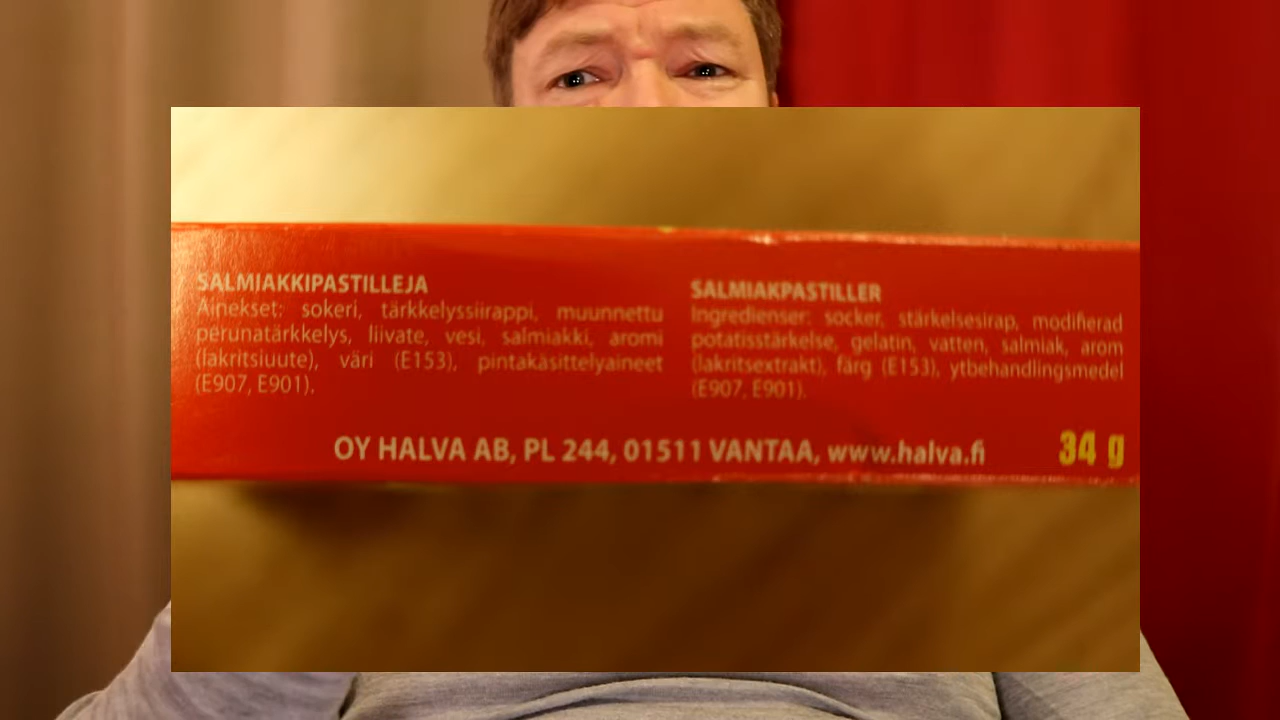 SALMIAKKIPASTILLEJA
Ainekset: sokeri, tärkkelyssiirappi, muunnettu
perunatärkkelys, liivate, vesi, salmiakki, aromi
(lakritsiuute), väri (E153), pintakäsittelyaineet
(E907, E901).
SALMIAKPASTILLER
Ingredienser: socker, stärkelsesirap, modifierad
potatisstärkelse, gelatin, vatten, salmiak, arom
(lakritsextrakt), färg (E153), ytbehandlingsmedel
(E907, E901).
OY HALVA AB, PL 244, 01511 VANTAA, www.halva.fi
34 g